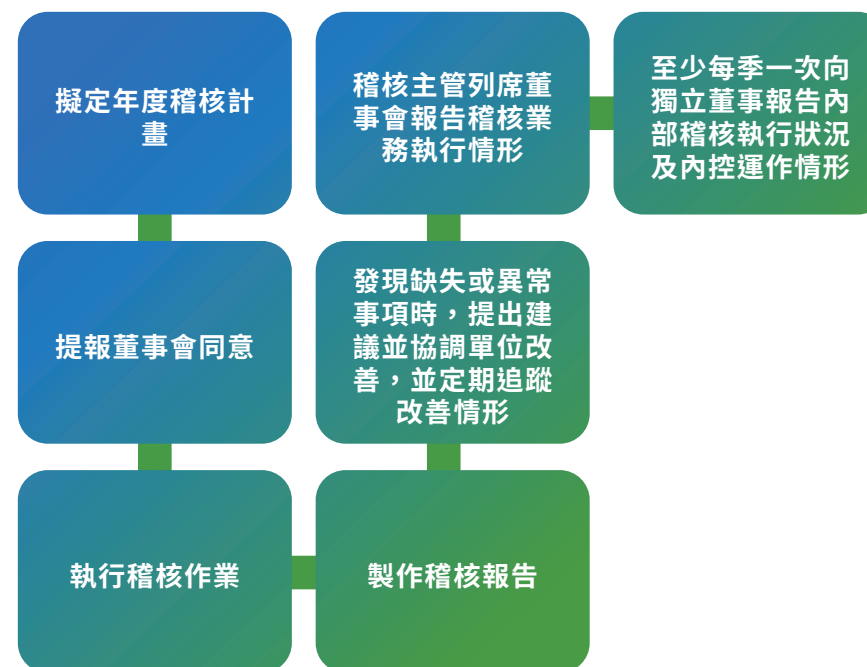 擬定年度稽核計
畫
提報董事會同意
執行稽核作業
製作稽核報告
發現缺失或異常
事項時，提出建
議並協調單位改
善，並定期追蹤
改善情形
稽核主管列席董
事會報告稽核業
務執行情形
至少每季一次向
獨立董事報告內
部稽核執行狀況
及內控運作情形